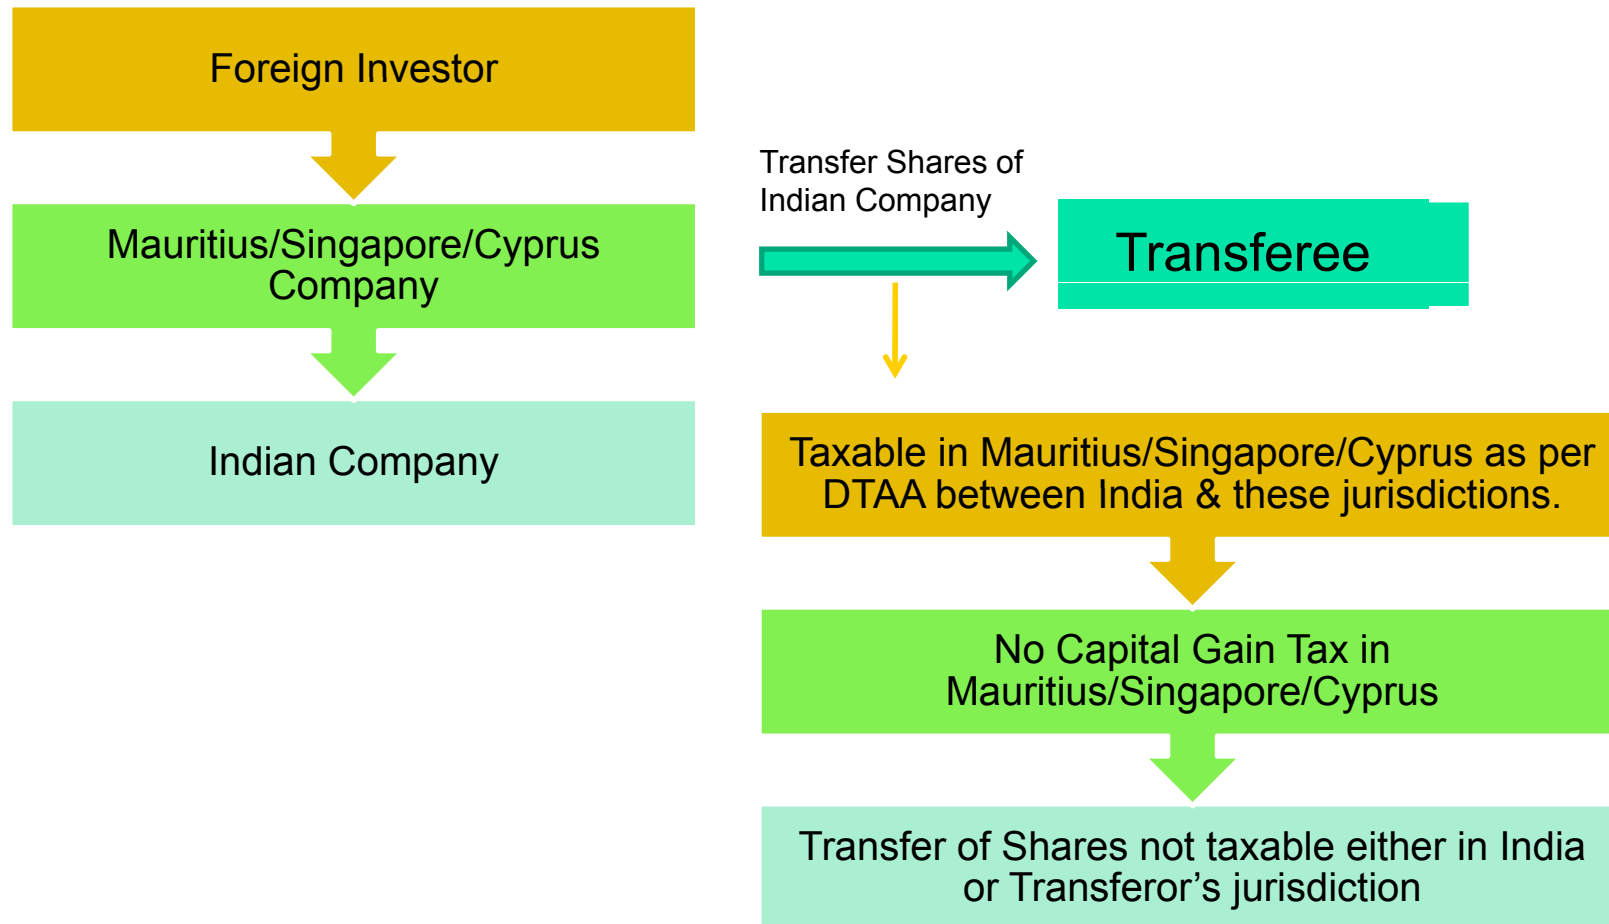 Foreign Investor
Mauritius/Singapore/Cyprus
Company
Indian Company
Transfer Shares of
Indian Company
Transferee
Taxable in Mauritius/Singapore/Cyprus as per
DTAA between India & these jurisdictions.
No Capital Gain Tax in
Mauritius/Singapore/Cyprus
Transfer of Shares not taxable either in India
or Transferor’s jurisdiction